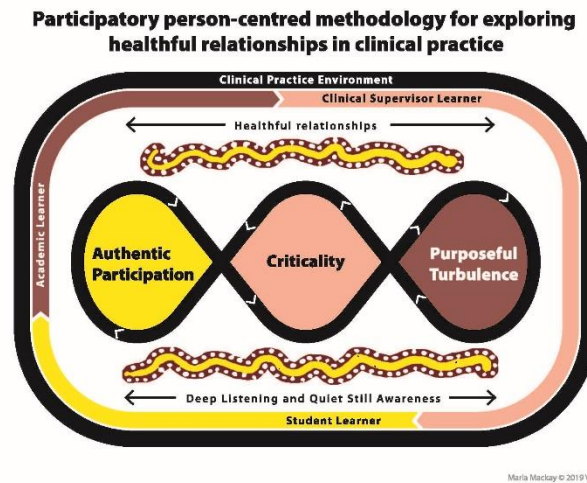 Participatory person-centred methodology for exploring
healthful relationships in clinical practice
Clinical Practice Environment
Clinical Supervisor Learner
Healthful relationships
Academic Learner
Authentic
Participation
Criticality
Purposeful
Turbulence
Deep Listening and Quiet Still Awareness
Student Learner
Maria Mackay © 2019